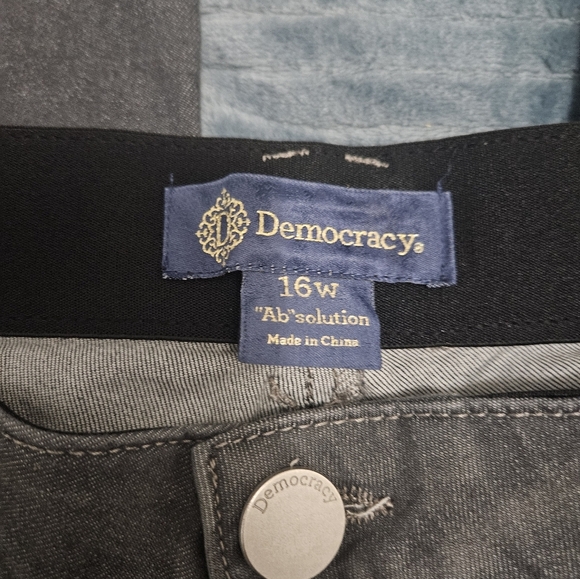 D
Democracy®
16W
"Ab"solution
Made in China
Democracy